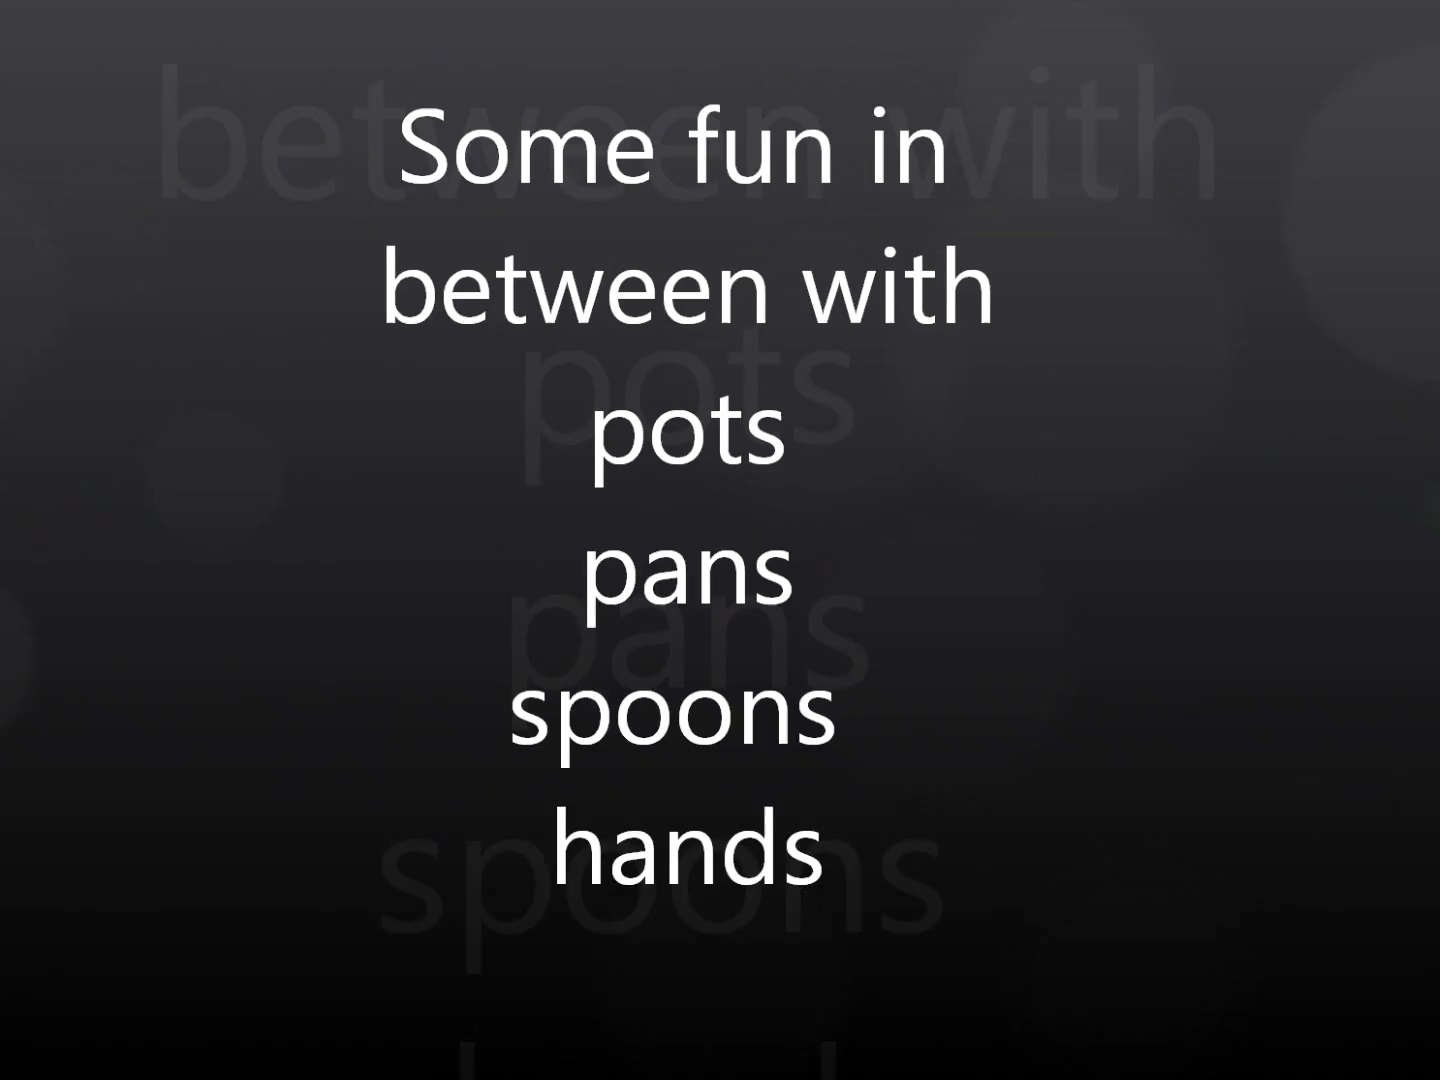 Some fun in
between with
pots
pans
spoons
hands